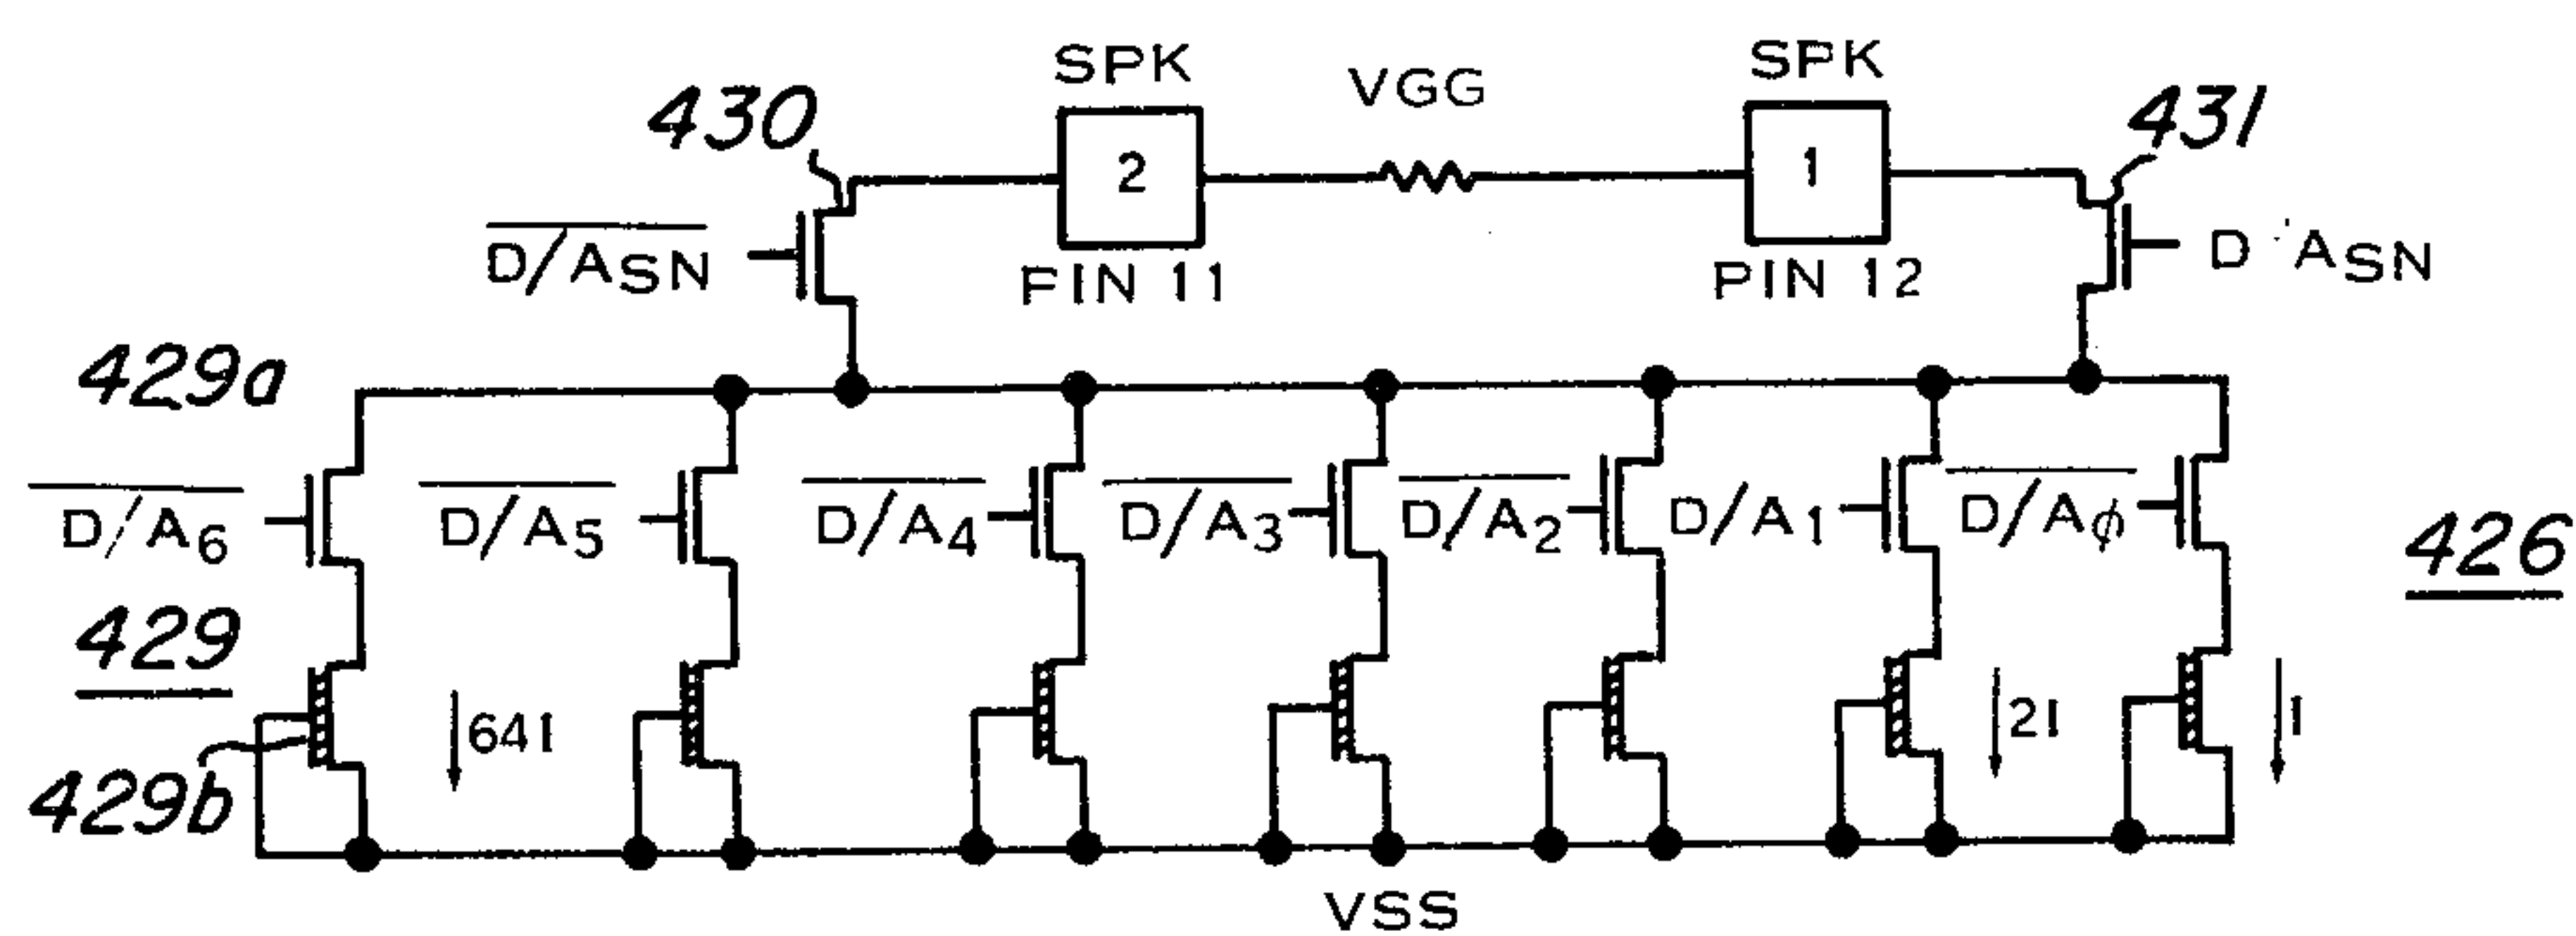 SPK
VGG
SPK
430
431
2
1
D/ASN
PIN 11
PIN 12
D/ASN
429a
D/A6
D/A5
D/A4
D/A3
D/A2
D/A1
D/Aϕ
426
429
64I
2I
I
429b
VSS